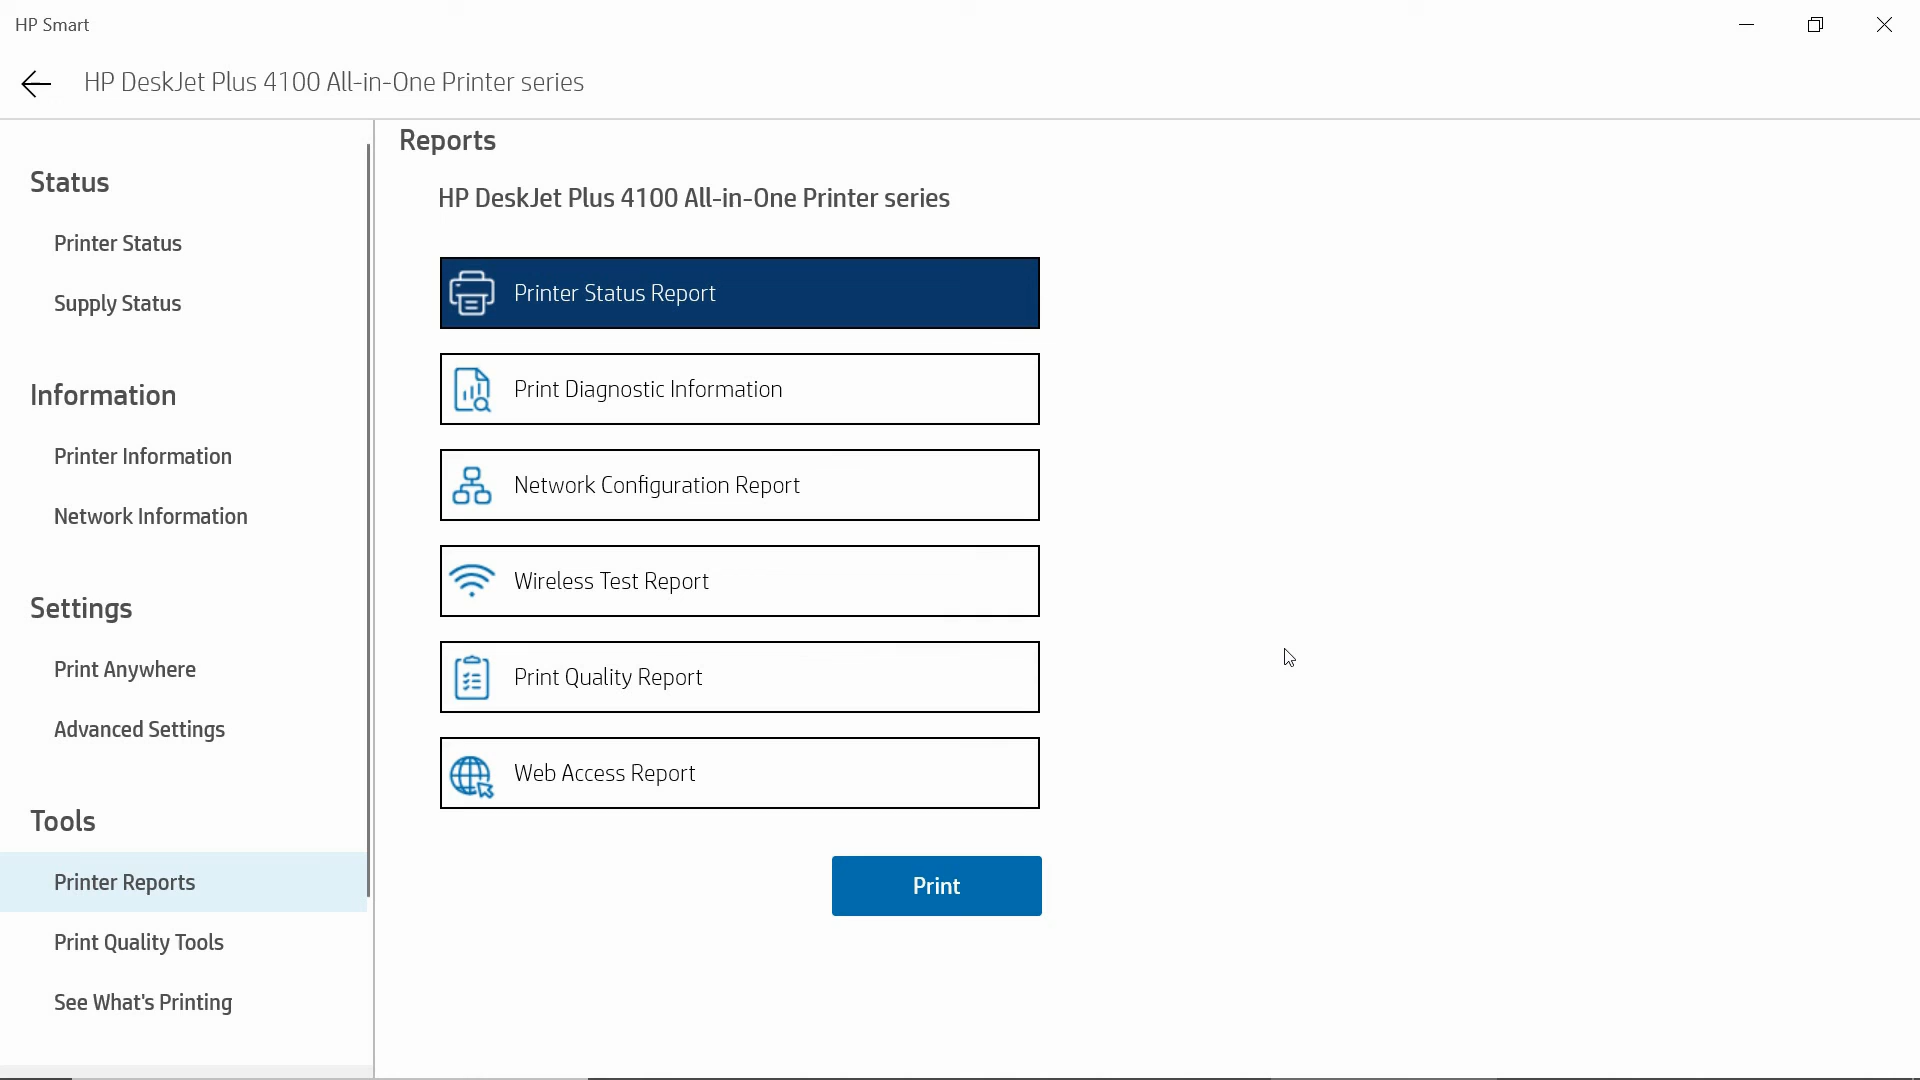 HP Smart
HP DeskJet Plus 4100 All-in-One Printer series
Status
Printer Status
Supply Status
Information
Printer Information
Network Information
Settings
Print Anywhere
Advanced Settings
Tools
Printer Reports
Print Quality Tools
See What's Printing
Reports
HP DeskJet Plus 4100 All-in-One Printer series
Printer Status Report
Print Diagnostic Information
Network Configuration Report
Wireless Test Report
Print Quality Report
Web Access Report
Print